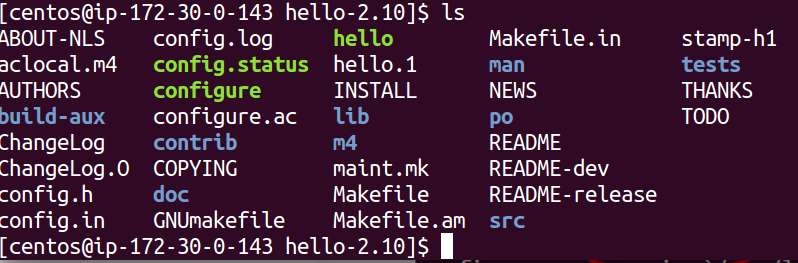 [centos@ip-172-30-0-143 hello-2.10]$ ls
ABOUT-NLS config.log hello Makefile.in stamp-h1
aclocal.m4 config.status hello.1 man tests
AUTHORS configure INSTALL NEWS THANKS
build-aux configure.ac lib po TODO
ChangeLog contrib m4 README
ChangeLog.O COPYING maint.mk README-dev
config.h doc Makefile README-release
config.in GNUmakefile Makefile.am src
[centos@ip-172-30-0-143 hello-2.10]$